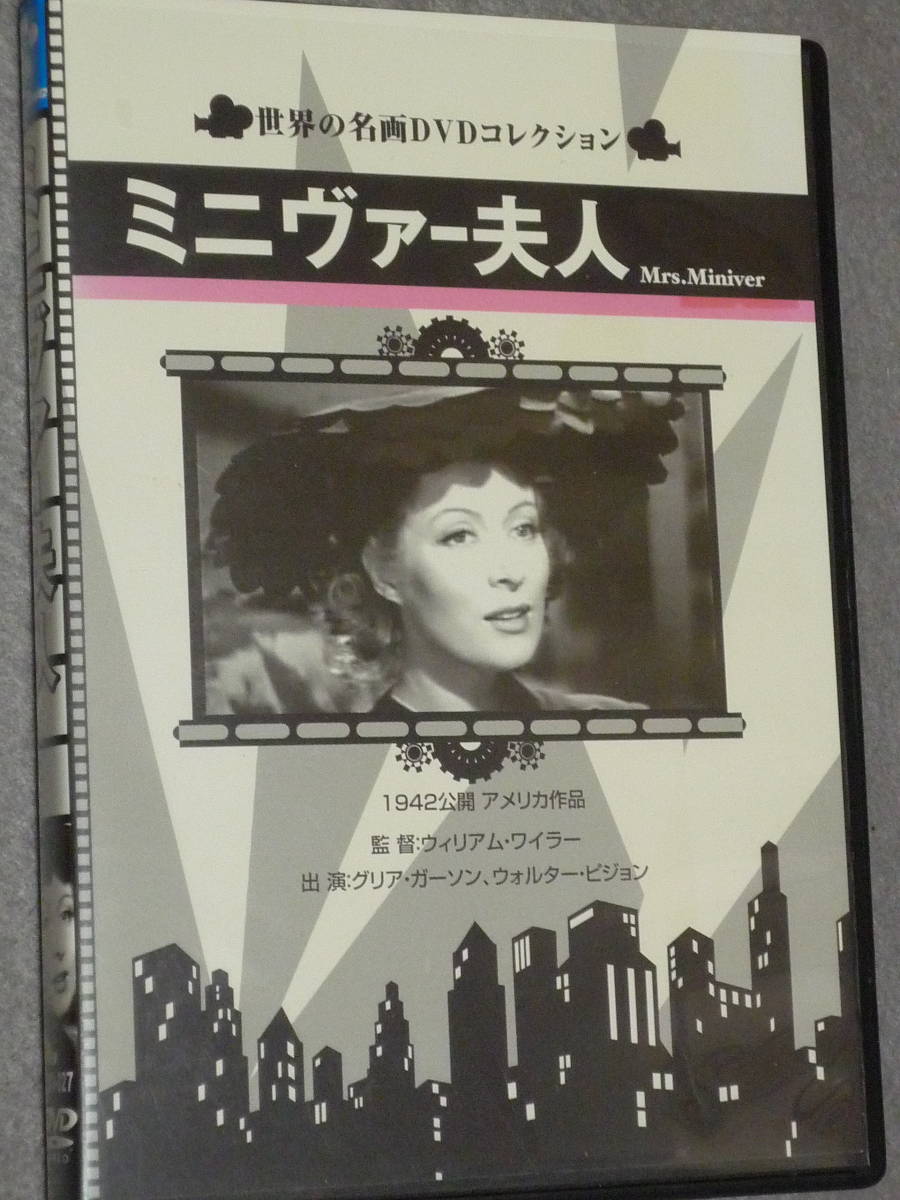 世界の名画DVDコレクション
ミニヴァー夫人
Mrs.Miniver
1942公開 アメリカ作品
監 督:ウィリアム・ワイラー
出 演:グリア・ガーソン、ウォルター・ピジョン